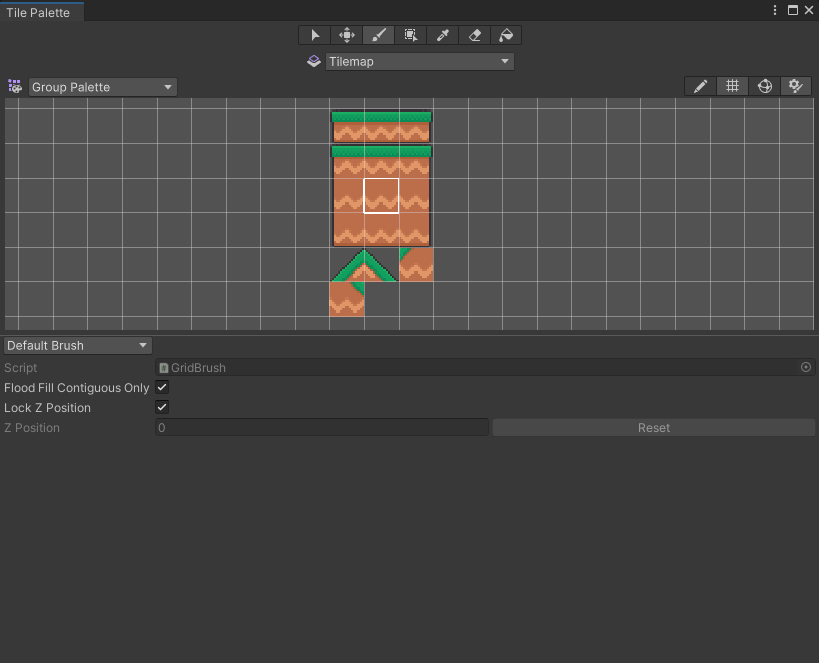 Tile Palette
Tilemap
Group Palette
Default Brush
Script GridBrush
Flood Fill Contiguous Only
Lock Z Position
Z Position 0 Reset